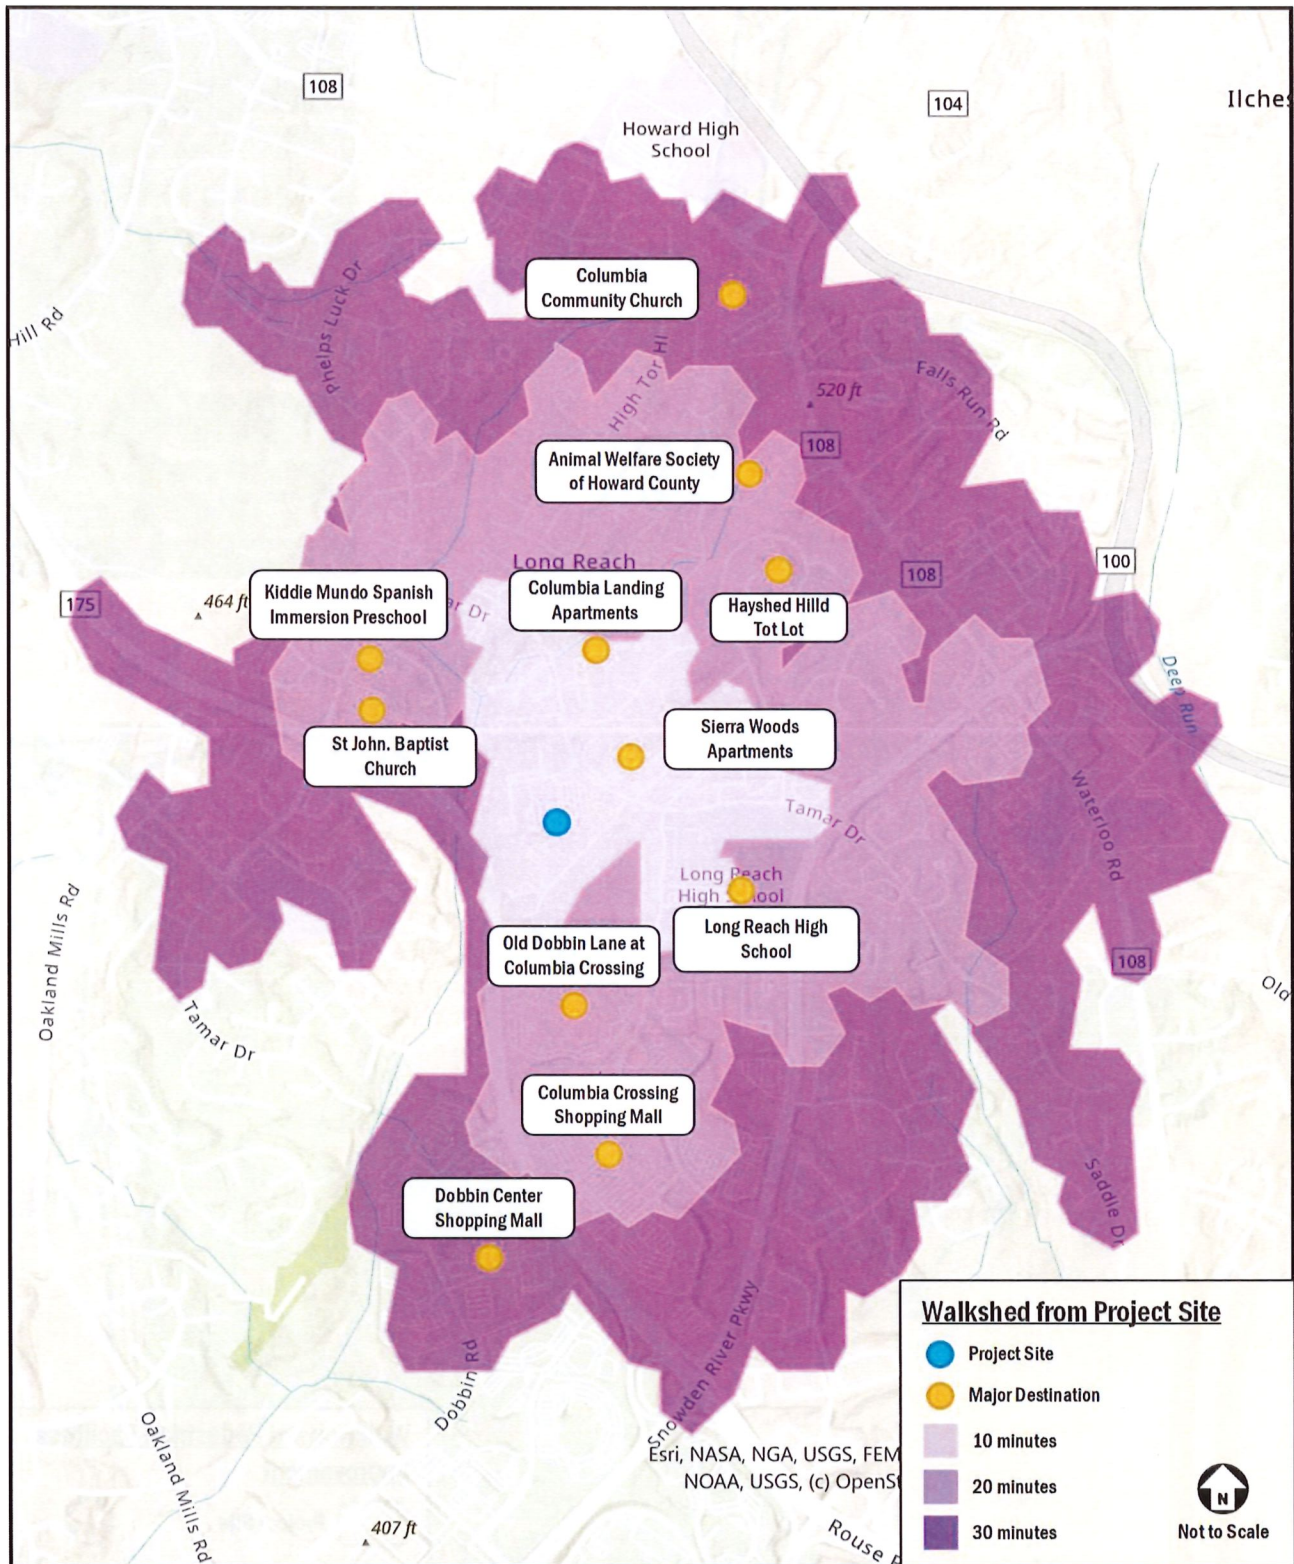 108
104
Ilches
Howard High
School
Columbia
Community Church
Phelps Luck Dr
Hill Rd
High Tor Hl
520 ft
Falls Run Rd
108
Animal Welfare Society
of Howard County
Long Reach
100
108
175
464 ft
Kiddie Mundo Spanish
Immersion Preschool
ar Dr
Columbia Landing
Apartments
Hayshed Hilld
Tot Lot
Deep Run
St John. Baptist
Church
Sierra Woods
Apartments
Tamar Dr
Waterloo Rd
Long Reach
High School
Long Reach High
School
Oakland Mills Rd
Old Dobbin Lane at
Columbia Crossing
108
Old
Tamar Dr
Columbia Crossing
Shopping Mall
Saddle Dr
Dobbin Center
Shopping Mall
Dobbin Rd
Snowden River Pkwy
Oakland Mills Rd
Esri, NASA, NGA, USGS, FEM
NOAA, USGS, (c) OpenSt
407 ft
Rouse
Walkshed from Project Site
Project Site
Major Destination
10 minutes
20 minutes
30 minutes
N
Not to Scale